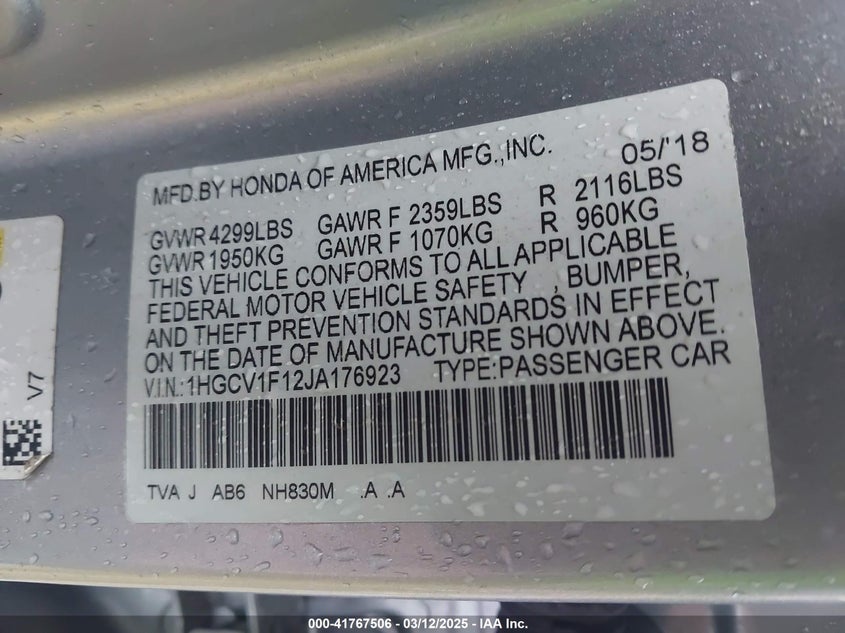 MFD.BY HONDA OF AMERICA MFG.,INC. 05/'18
GVWR 4299LBS GAWR F 2359LBS R 2116LBS
GVWR 1950KG GAWR F 1070KG R 960KG
THIS VEHICLE CONFORMS TO ALL APPLICABLE
FEDERAL MOTOR VEHICLE SAFETY , BUMPER,
AND THEFT PREVENTION STANDARDS IN EFFECT
ON THE DATE OF MANUFACTURE SHOWN ABOVE.
V.I.N.:1HGCV1F12JA176923 TYPE:PASSENGER CAR
TVA J AB6 NH830M .A .A
V7
000-41767506 - 03/12/2025 - IAA Inc.